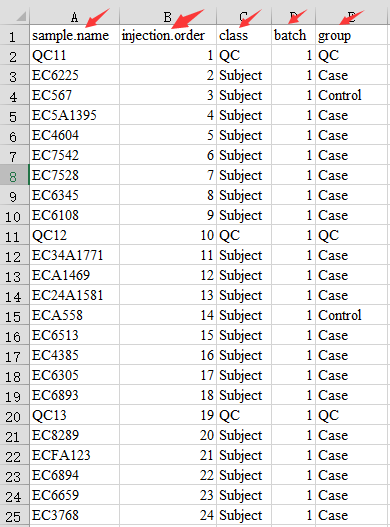 A B C D E
1 sample.name injection.order class batch group
2 QC11 1 QC 1 QC
3 EC6225 2 Subject 1 Case
4 EC567 3 Subject 1 Control
5 EC5A1395 4 Subject 1 Case
6 EC4604 5 Subject 1 Case
7 EC7542 6 Subject 1 Case
8 EC7528 7 Subject 1 Case
9 EC6345 8 Subject 1 Case
10 EC6108 9 Subject 1 Case
11 QC12 10 QC 1 QC
12 EC34A1771 11 Subject 1 Case
13 ECA1469 12 Subject 1 Case
14 EC24A1581 13 Subject 1 Case
15 ECA558 14 Subject 1 Control
16 EC6513 15 Subject 1 Case
17 EC4385 16 Subject 1 Case
18 EC6305 17 Subject 1 Case
19 EC6893 18 Subject 1 Case
20 QC13 19 QC 1 QC
21 EC8289 20 Subject 1 Case
22 ECFA123 21 Subject 1 Case
23 EC6894 22 Subject 1 Case
24 EC6659 23 Subject 1 Case
25 EC3768 24 Subject 1 Case